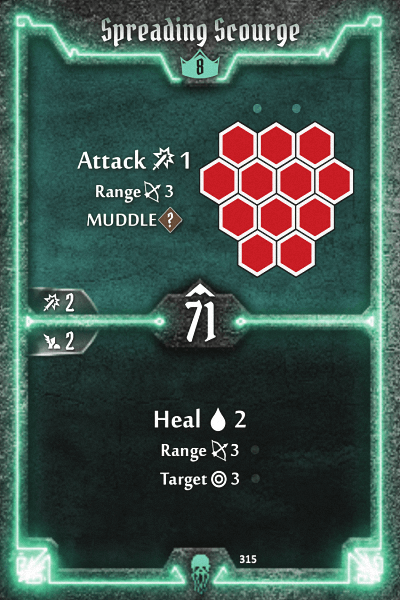 Spreading Scourge
8
Attack 1
Range 3
MUDDLE ?
2
71
2
Heal 2
Range 3
Target 3
315